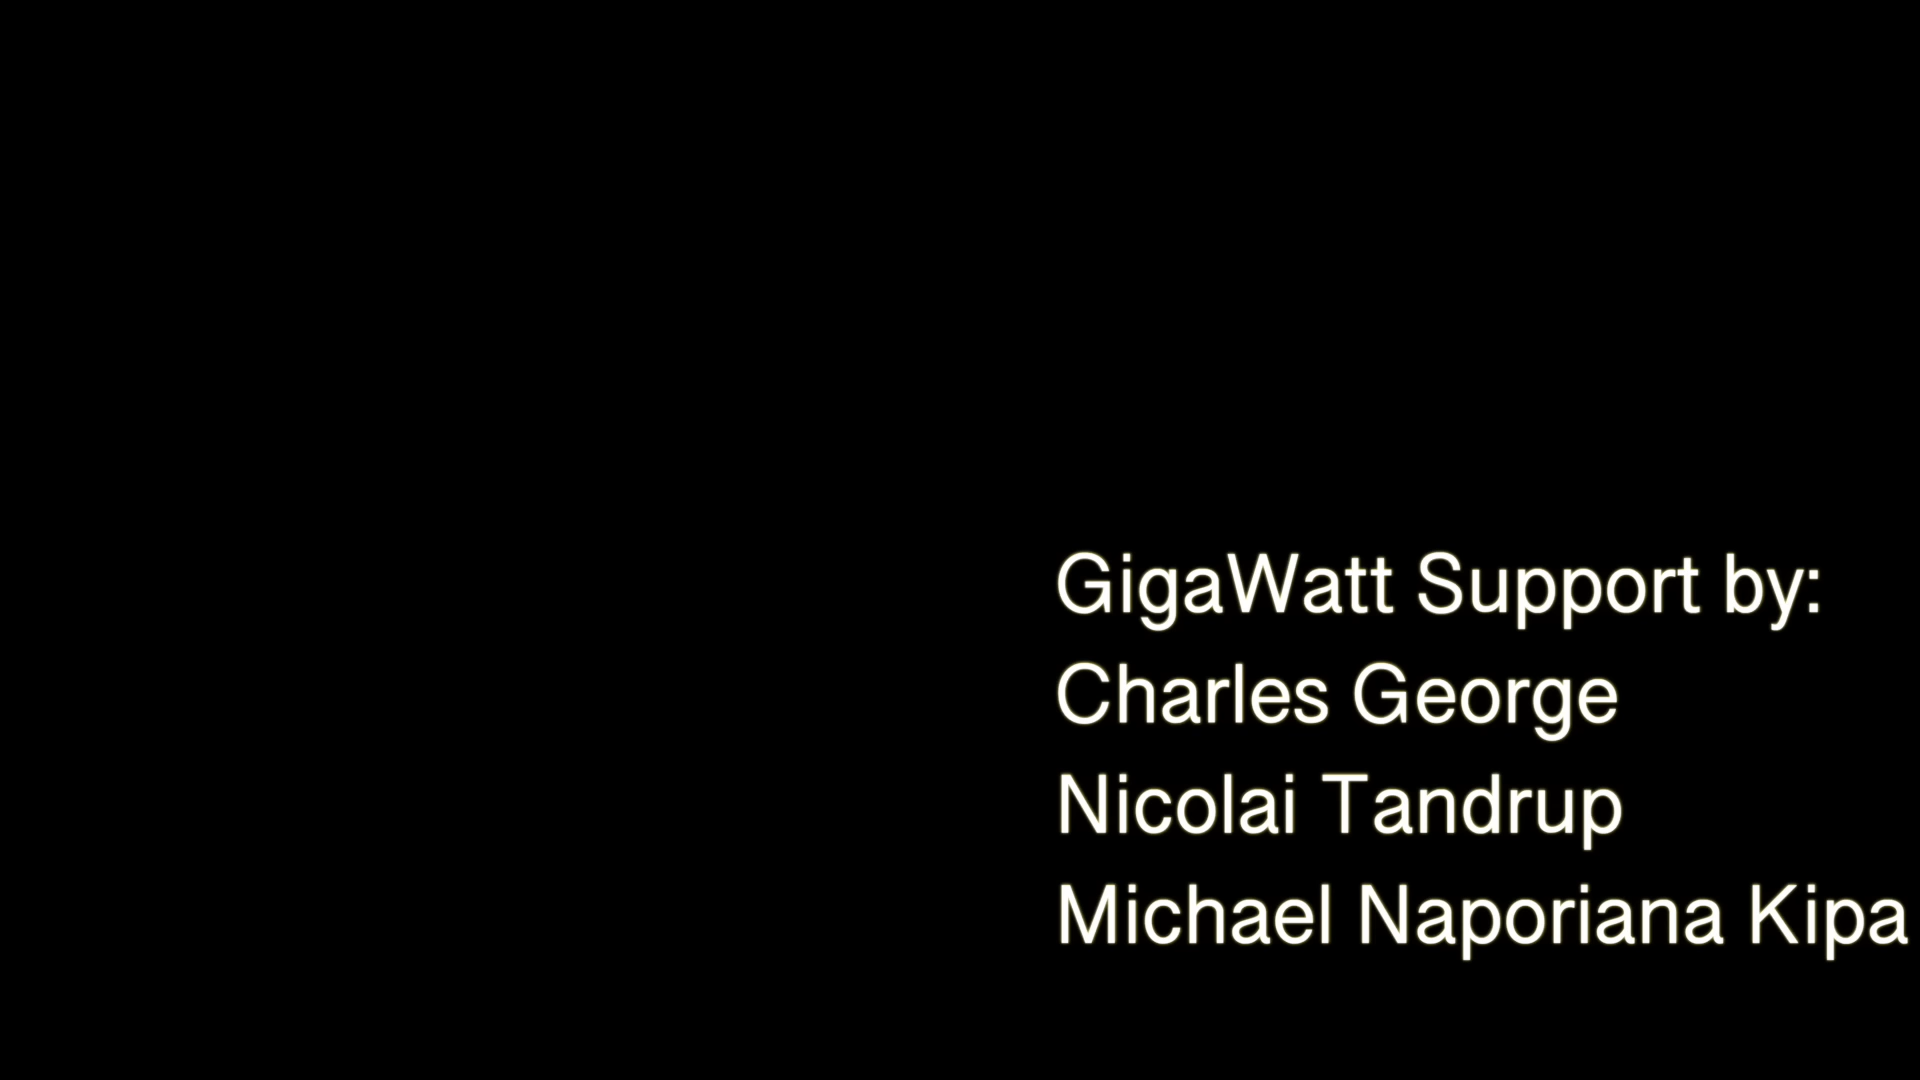 GigaWatt Support by:
Charles George
Nicolai Tandrup
Michael Naporiana Kipa